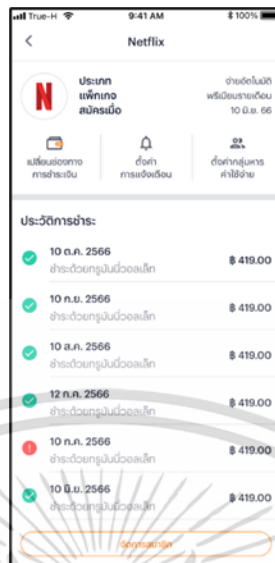 True-H 9:41 AM 100%
Netflix
ประเภท จ่ายอัตโนมัติ
แพ็กเกจ พรีเมียมรายเดือน
สมัครเมื่อ 10 มิ.ย. 66
เปลี่ยนช่องทาง ตั้งค่า ตั้งค่ากลุ่มหาร
การชำระเงิน การแจ้งเตือน ค่าใช้จ่าย
ประวัติการชำระ
10 ต.ค. 2566
฿ 419.00
ชำระด้วยทรูมันนี่วอลเล็ท
10 ก.ย. 2566
฿ 419.00
ชำระด้วยทรูมันนี่วอลเล็ท
10 ส.ค. 2566
฿ 419.00
ชำระด้วยทรูมันนี่วอลเล็ท
12 ก.ค. 2566
฿ 419.00
ชำระด้วยทรูมันนี่วอลเล็ท
10 ก.ค. 2566
฿ 419.00
ชำระด้วยทรูมันนี่วอลเล็ท
10 มิ.ย. 2566
฿ 419.00
ชำระด้วยทรูมันนี่วอลเล็ท
จัดการสมาชิก